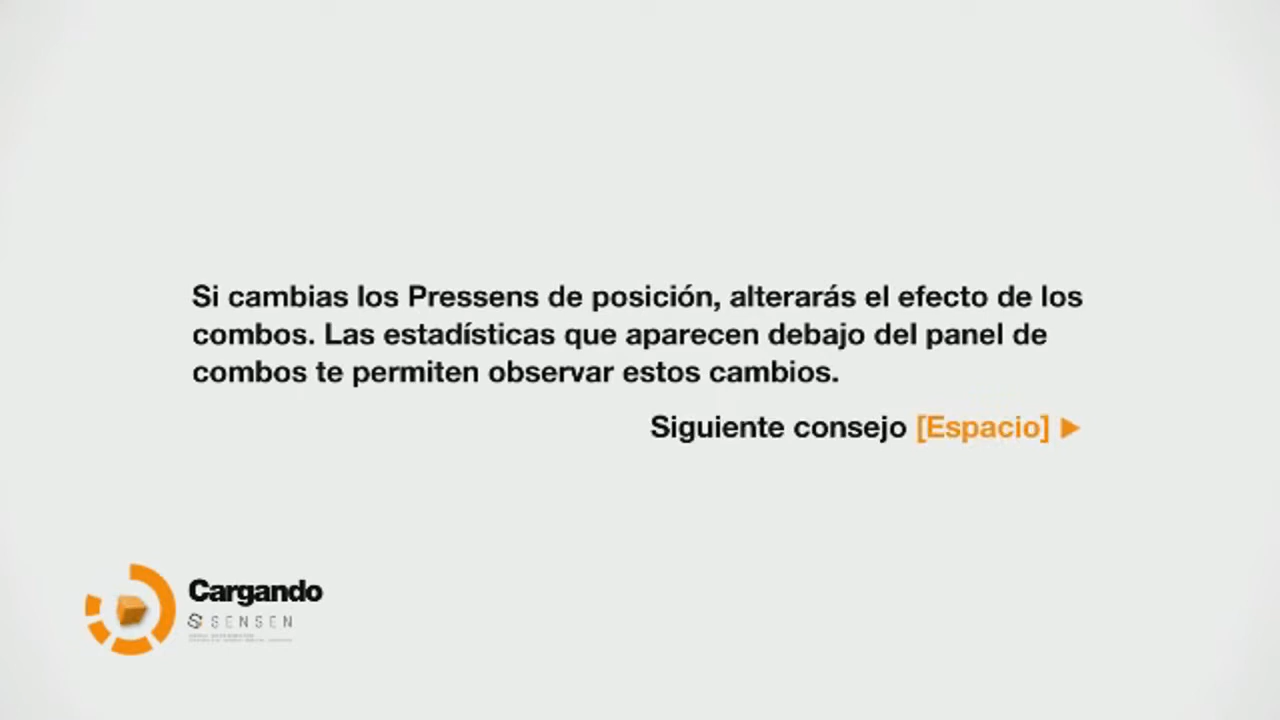 Si cambias los Pressens de posición, alterarás el efecto de los
combos. Las estadísticas que aparecen debajo del panel de
combos te permiten observar estos cambios.
Siguiente consejo [Espacio]
Cargando
SENSEN